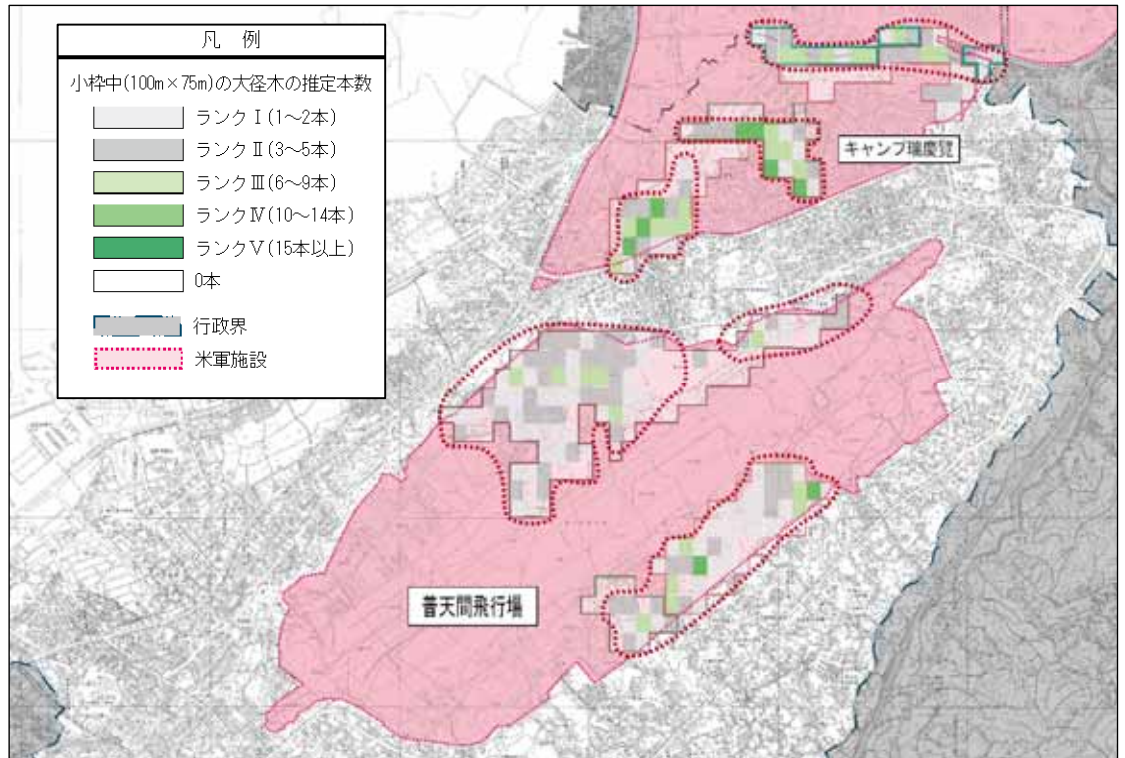 凡 例
小枠中(100m×75m)の大径木の推定本数
ランクⅠ(1～2本)
ランクⅡ(3～5本)
ランクⅢ(6～9本)
ランクⅣ(10～14本)
ランクⅤ(15本以上)
0本
行政界
米軍施設
キャンプ瑞慶覧
普天間飛行場